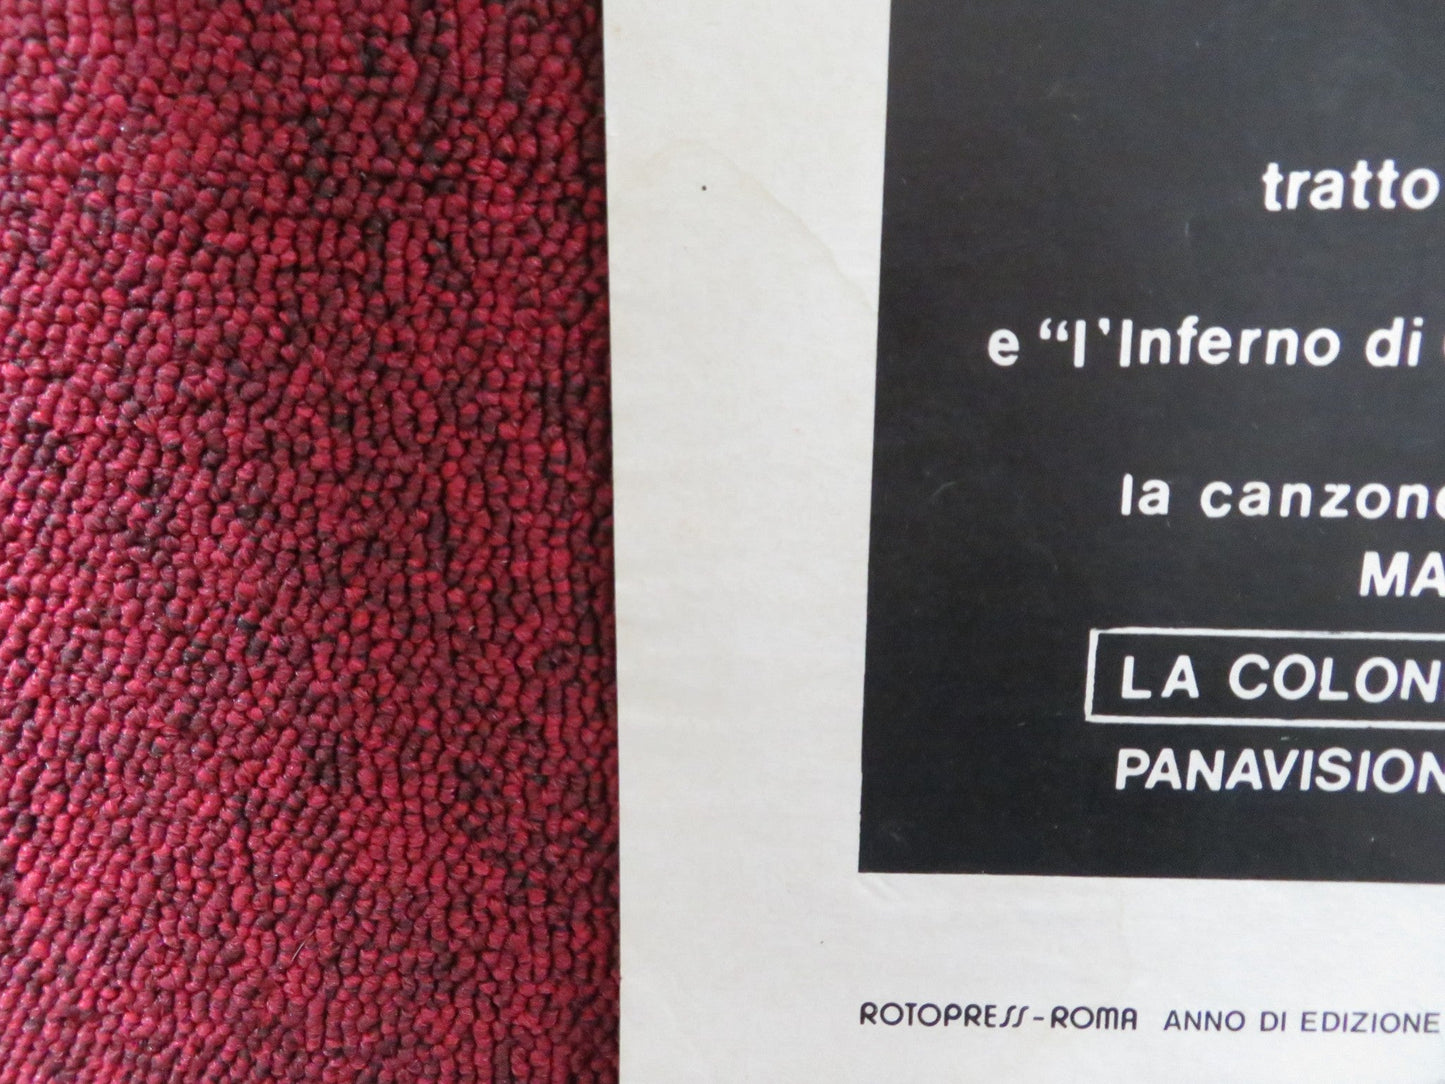 tratto
e “l'Inferno di
la canzone
MA
LA COLON
PANAVISION
ROTOPRESS-ROMA ANNO DI EDIZIONE